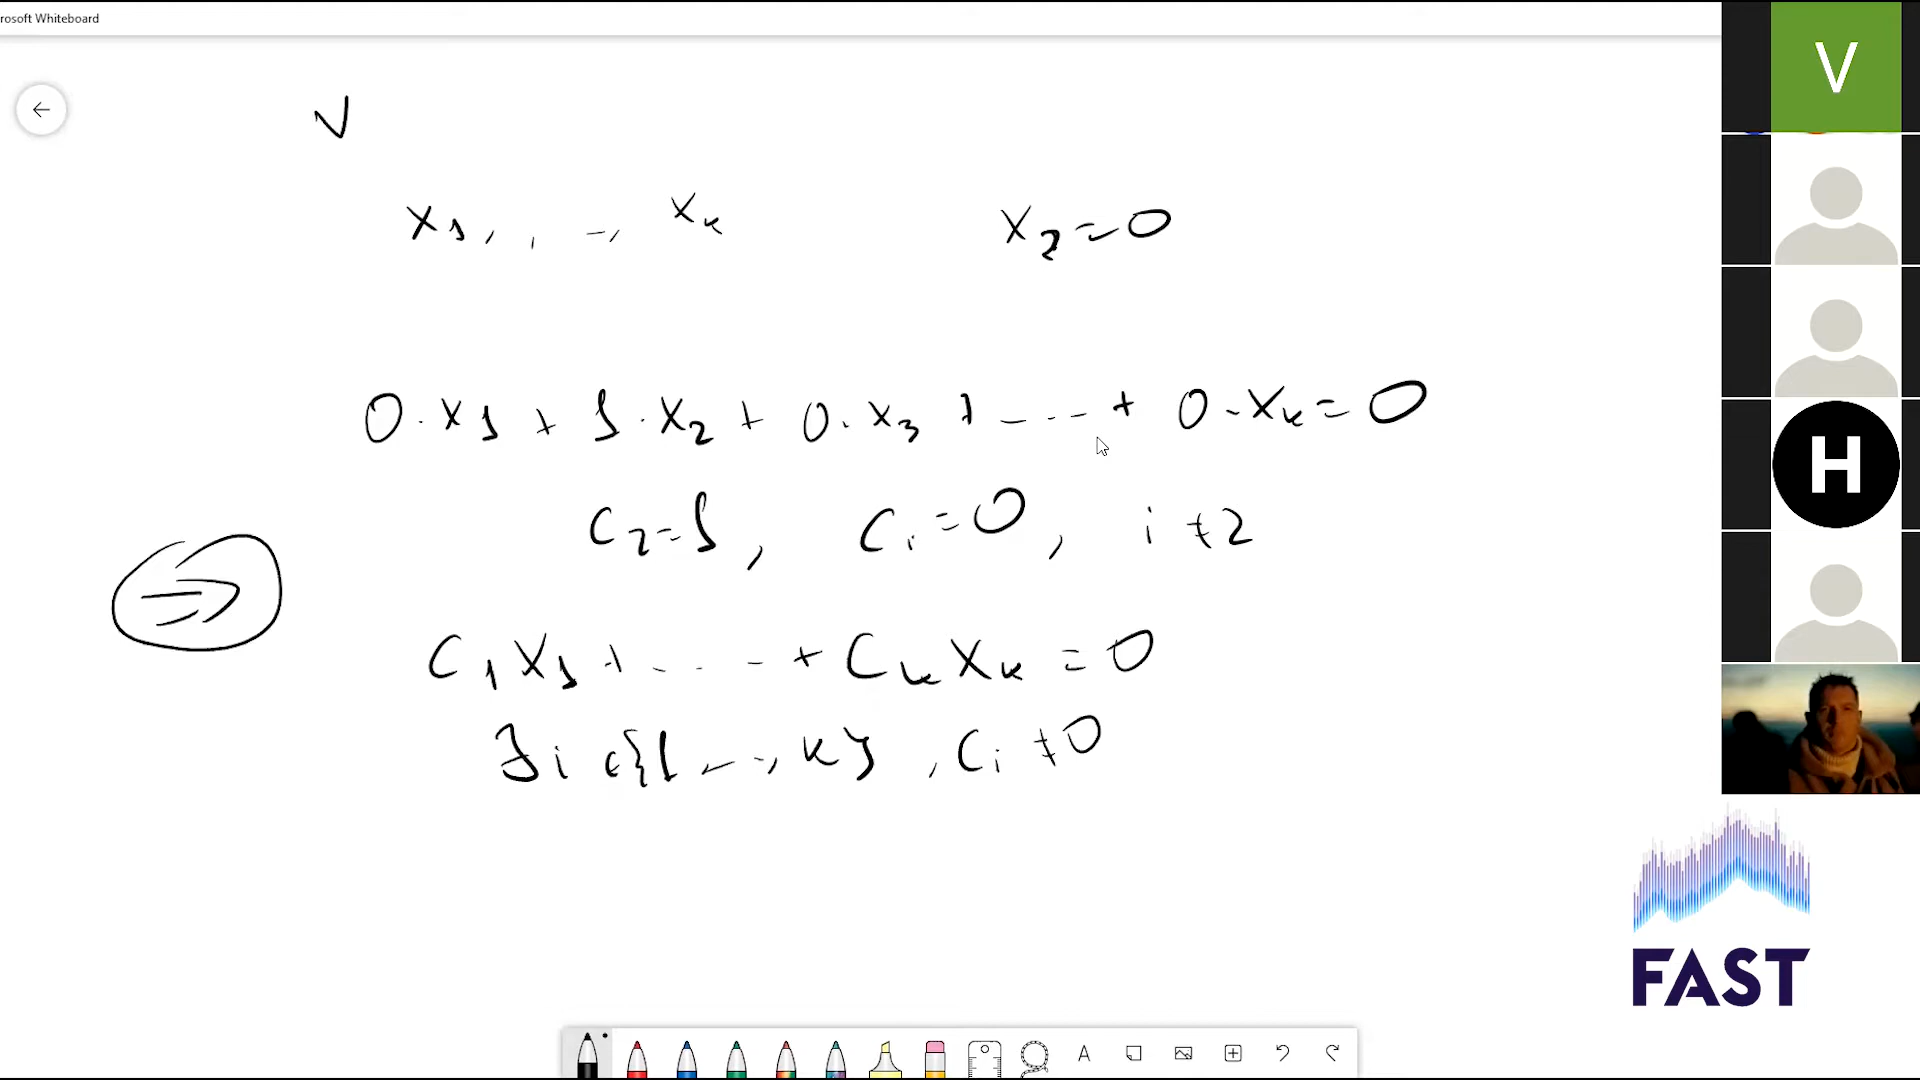 rosoft Whiteboard
V
x₁, , ..., xₖ
x₂=0
0·x₁ + 1·x₂ + 0·x₃ + ... + 0·xₖ = 0
c₂=1, cᵢ=0, i≠2
⇒
c₁x₁ + ... + cₖxₖ = 0
∃i ∈{1, ..., k}, cᵢ ≠0
V
H
FAST
A